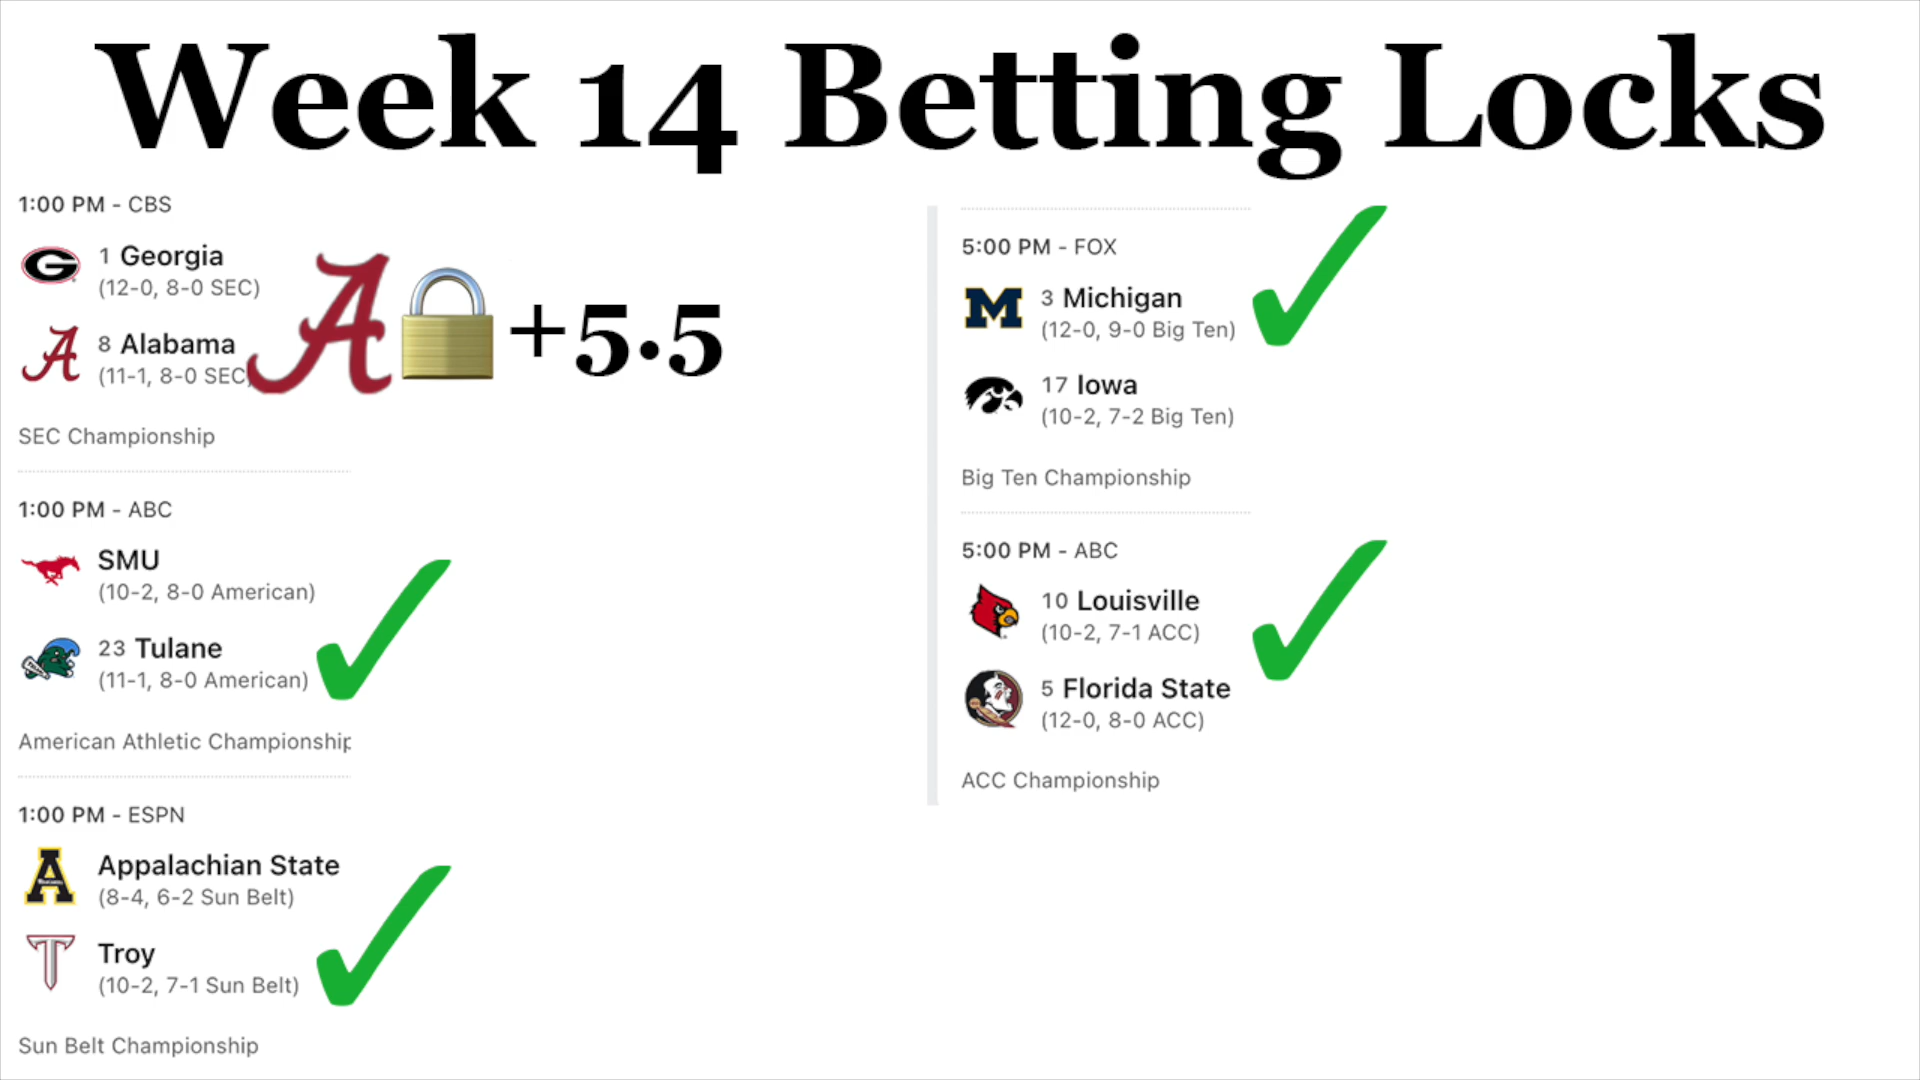 Week 14 Betting Locks
1:00 PM - CBS
1 Georgia
(12-0, 8-0 SEC)
8 Alabama
(11-1, 8-0 SEC
+5.5
SEC Championship
1:00 PM - ABC
SMU
(10-2, 8-0 American)
23 Tulane
(11-1, 8-0 American)
American Athletic Championship
1:00 PM - ESPN
Appalachian State
(8-4, 6-2 Sun Belt)
Troy
(10-2, 7-1 Sun Belt)
Sun Belt Championship
5:00 PM - FOX
3 Michigan
(12-0, 9-0 Big Ten)
17 Iowa
(10-2, 7-2 Big Ten)
Big Ten Championship
5:00 PM - ABC
10 Louisville
(10-2, 7-1 ACC)
5 Florida State
(12-0, 8-0 ACC)
ACC Championship